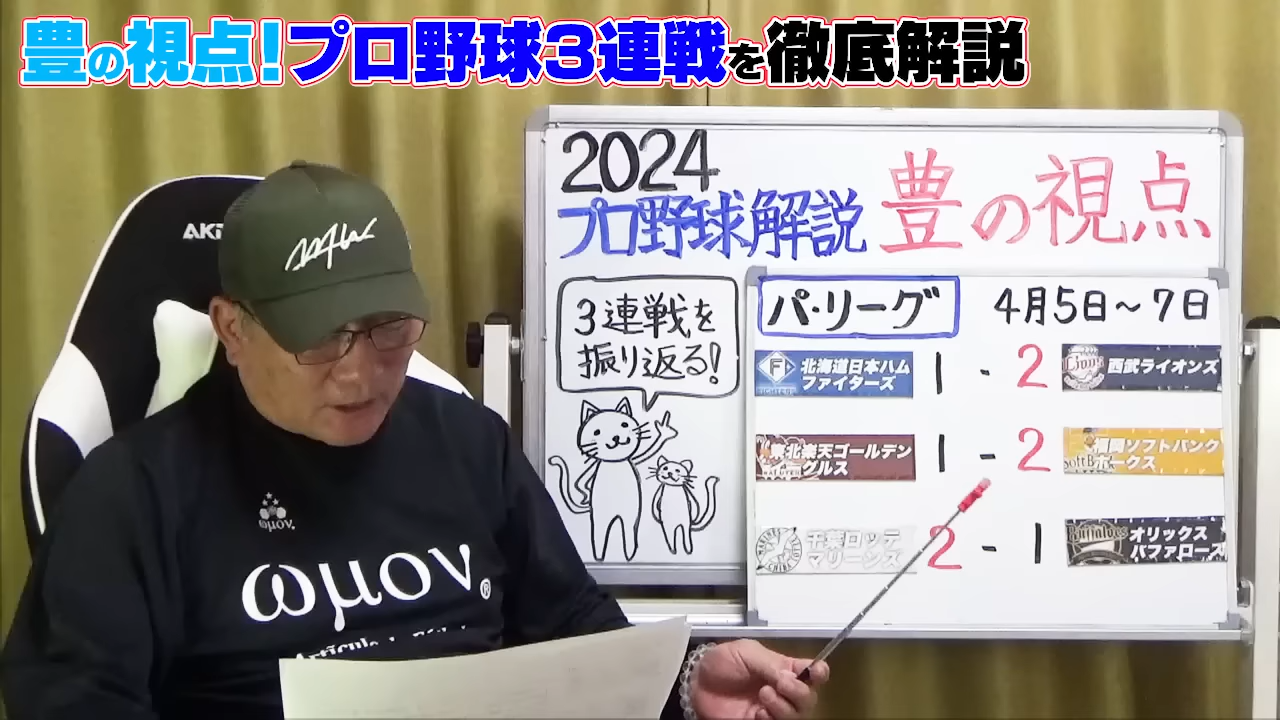 豊の視点!プロ野球3連戦を徹底解説
2024
プロ野球解説 豊の視点
3連戦を
振り返る!
パ・リーグ 4月5日~7日
北海道日本ハム
ファイターズ
1 - 2
西武ライオンズ
東北楽天ゴールデン
イーグルス
1 - 2
福岡ソフトバンク
ホークス
千葉ロッテ
マリーンズ
2 - 1
Buffaloes
オリックス
バファローズ
ωμον
ωμον®